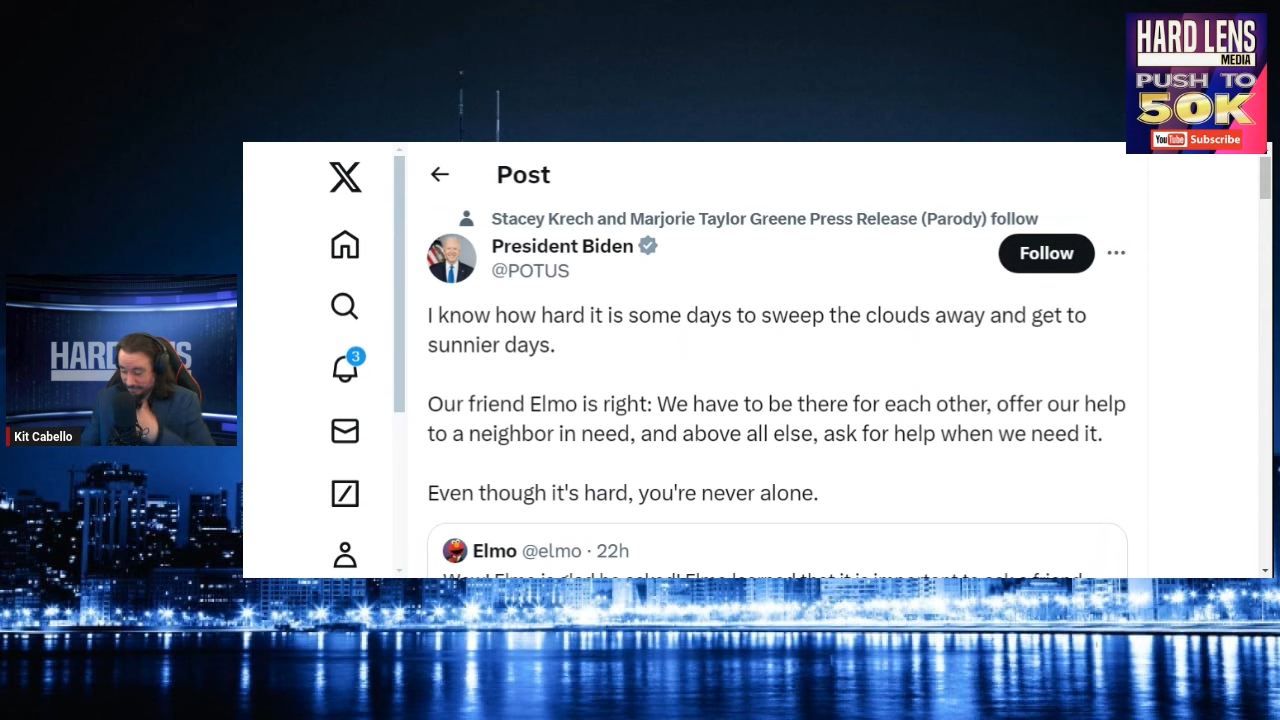 HARD LENS
MEDIA
PUSH TO
50K
YouTube Subscribe
Post
Stacey Krech and Marjorie Taylor Greene Press Release (Parody) follow
President Biden
@POTUS
Follow
I know how hard it is some days to sweep the clouds away and get to
sunnier days.
Our friend Elmo is right: We have to be there for each other, offer our help
to a neighbor in need, and above all else, ask for help when we need it.
Even though it's hard, you're never alone.
Elmo @elmo · 22h
3
HARD
Kit Cabello